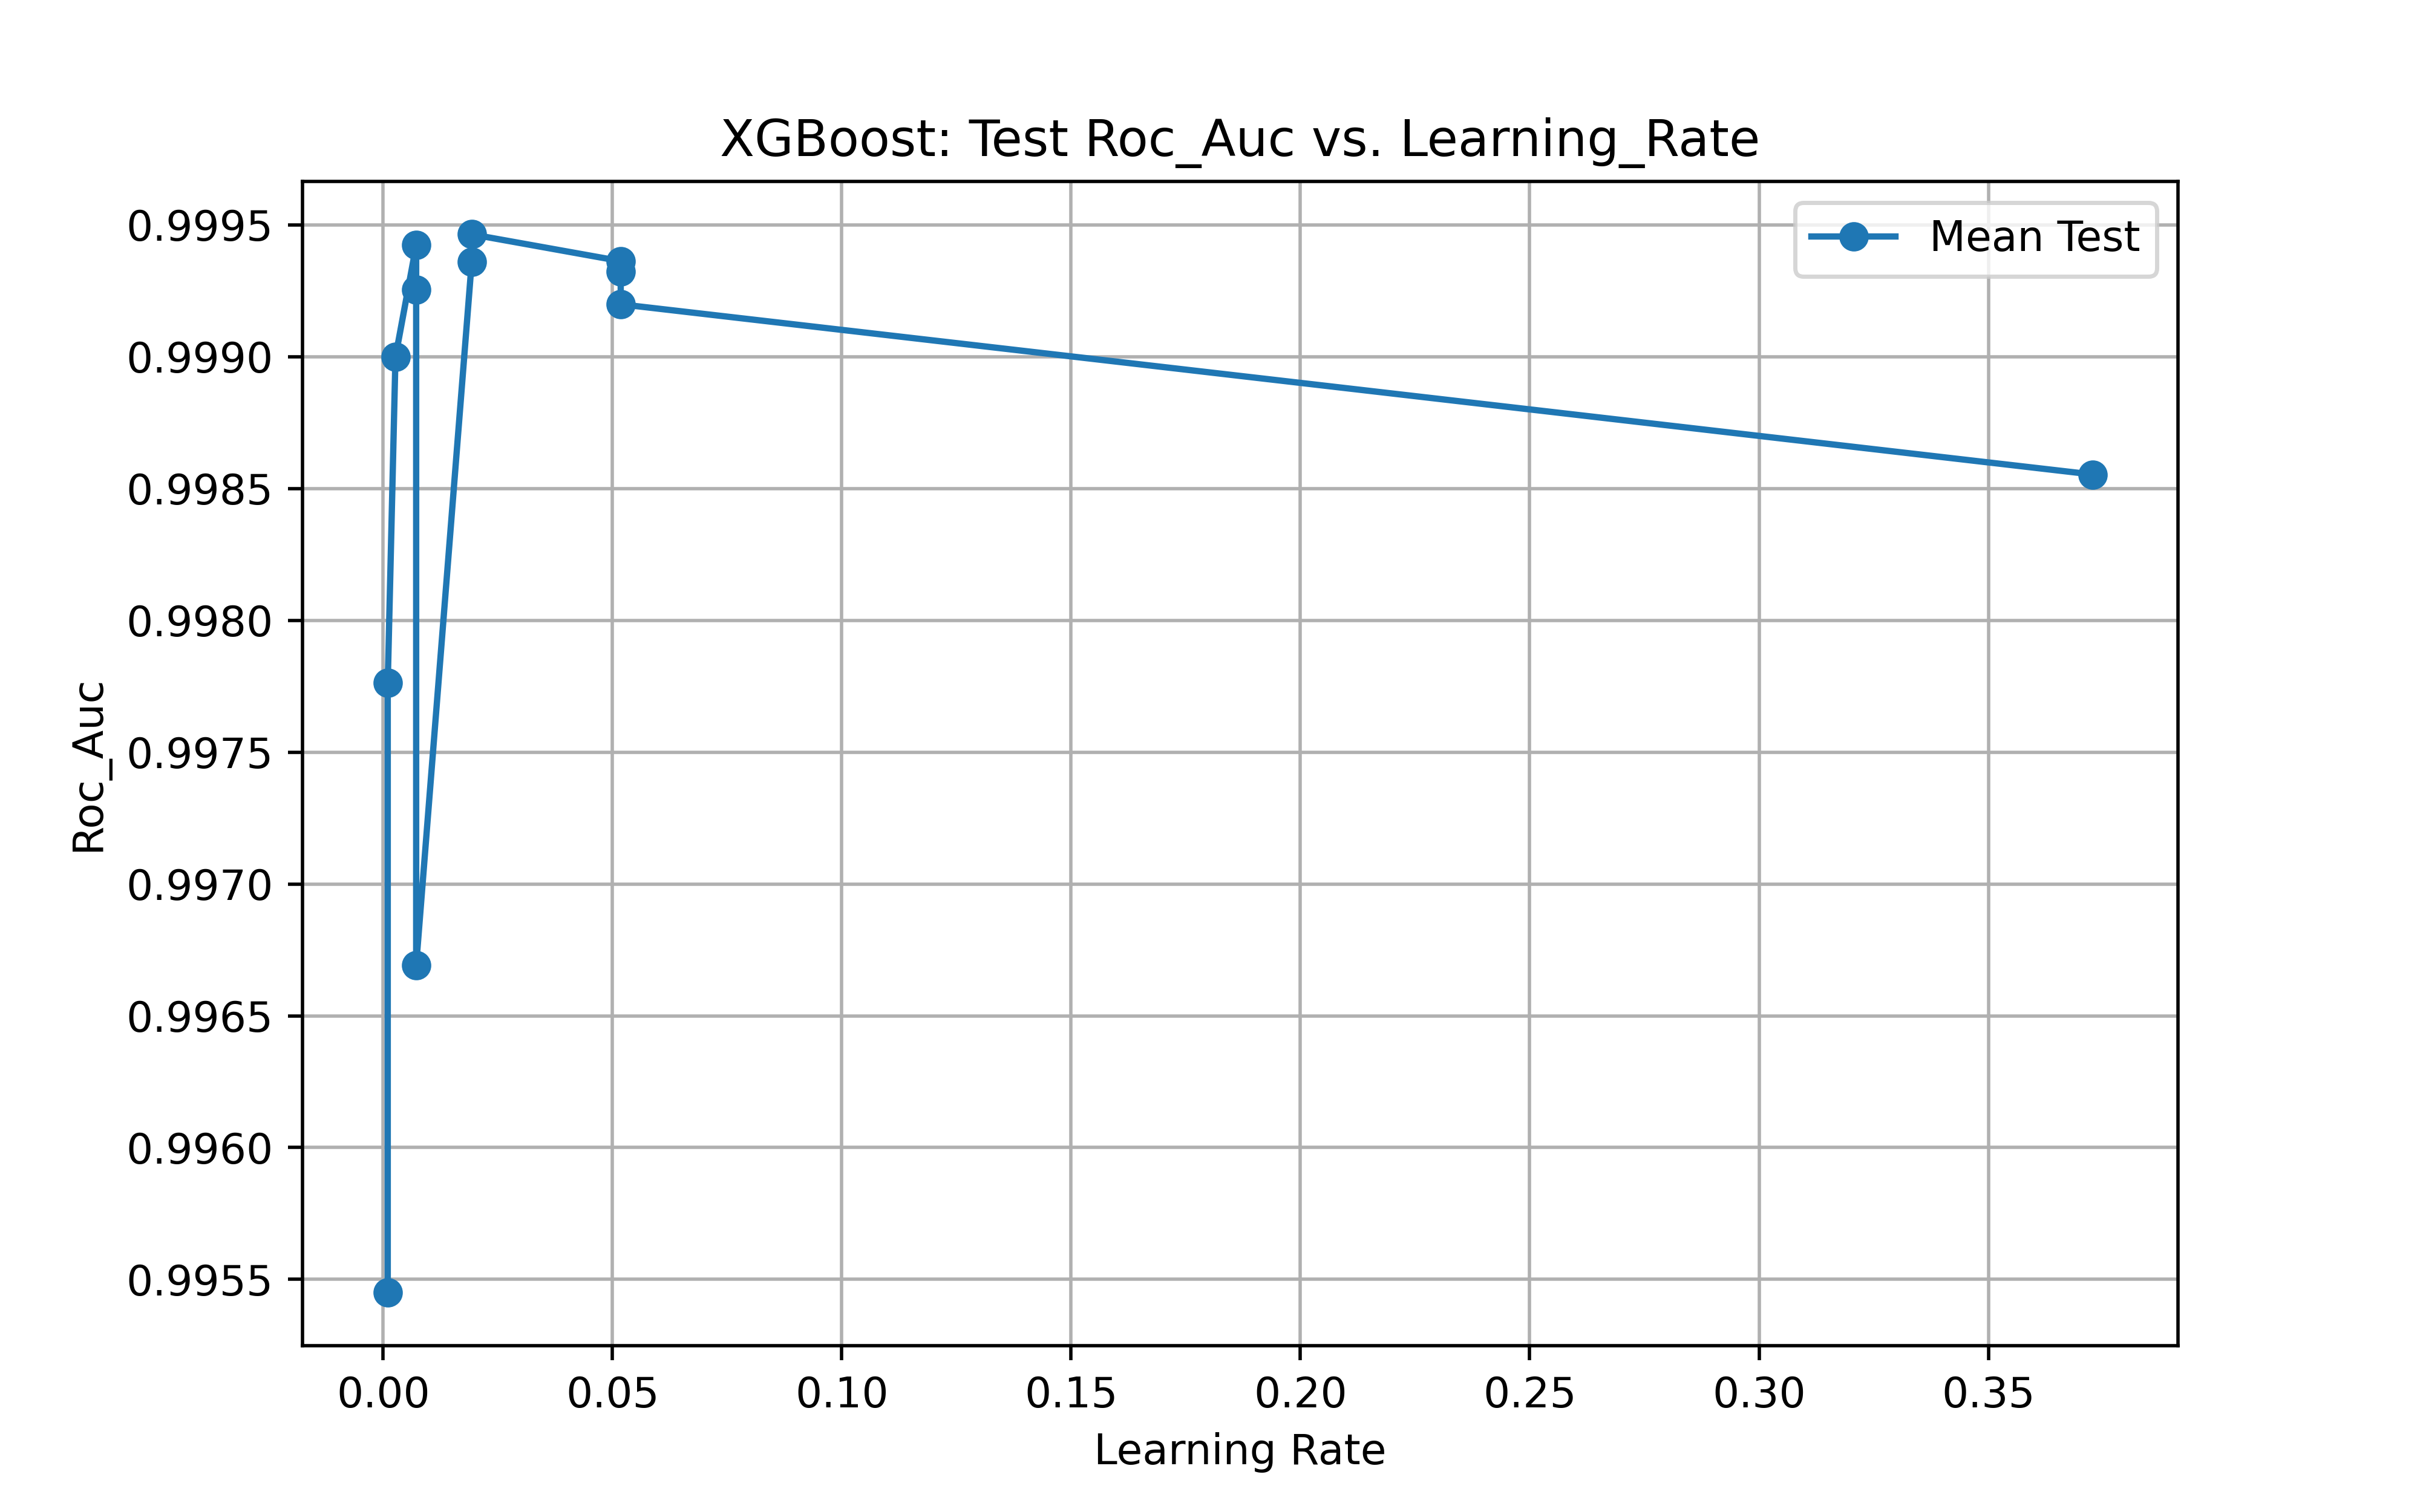 XGBoost: Test Roc_Auc vs. Learning_Rate
Mean Test
Roc_Auc
0.9995
0.9990
0.9985
0.9980
0.9975
0.9970
0.9965
0.9960
0.9955
0.00 0.05 0.10 0.15 0.20 0.25 0.30 0.35
Learning Rate